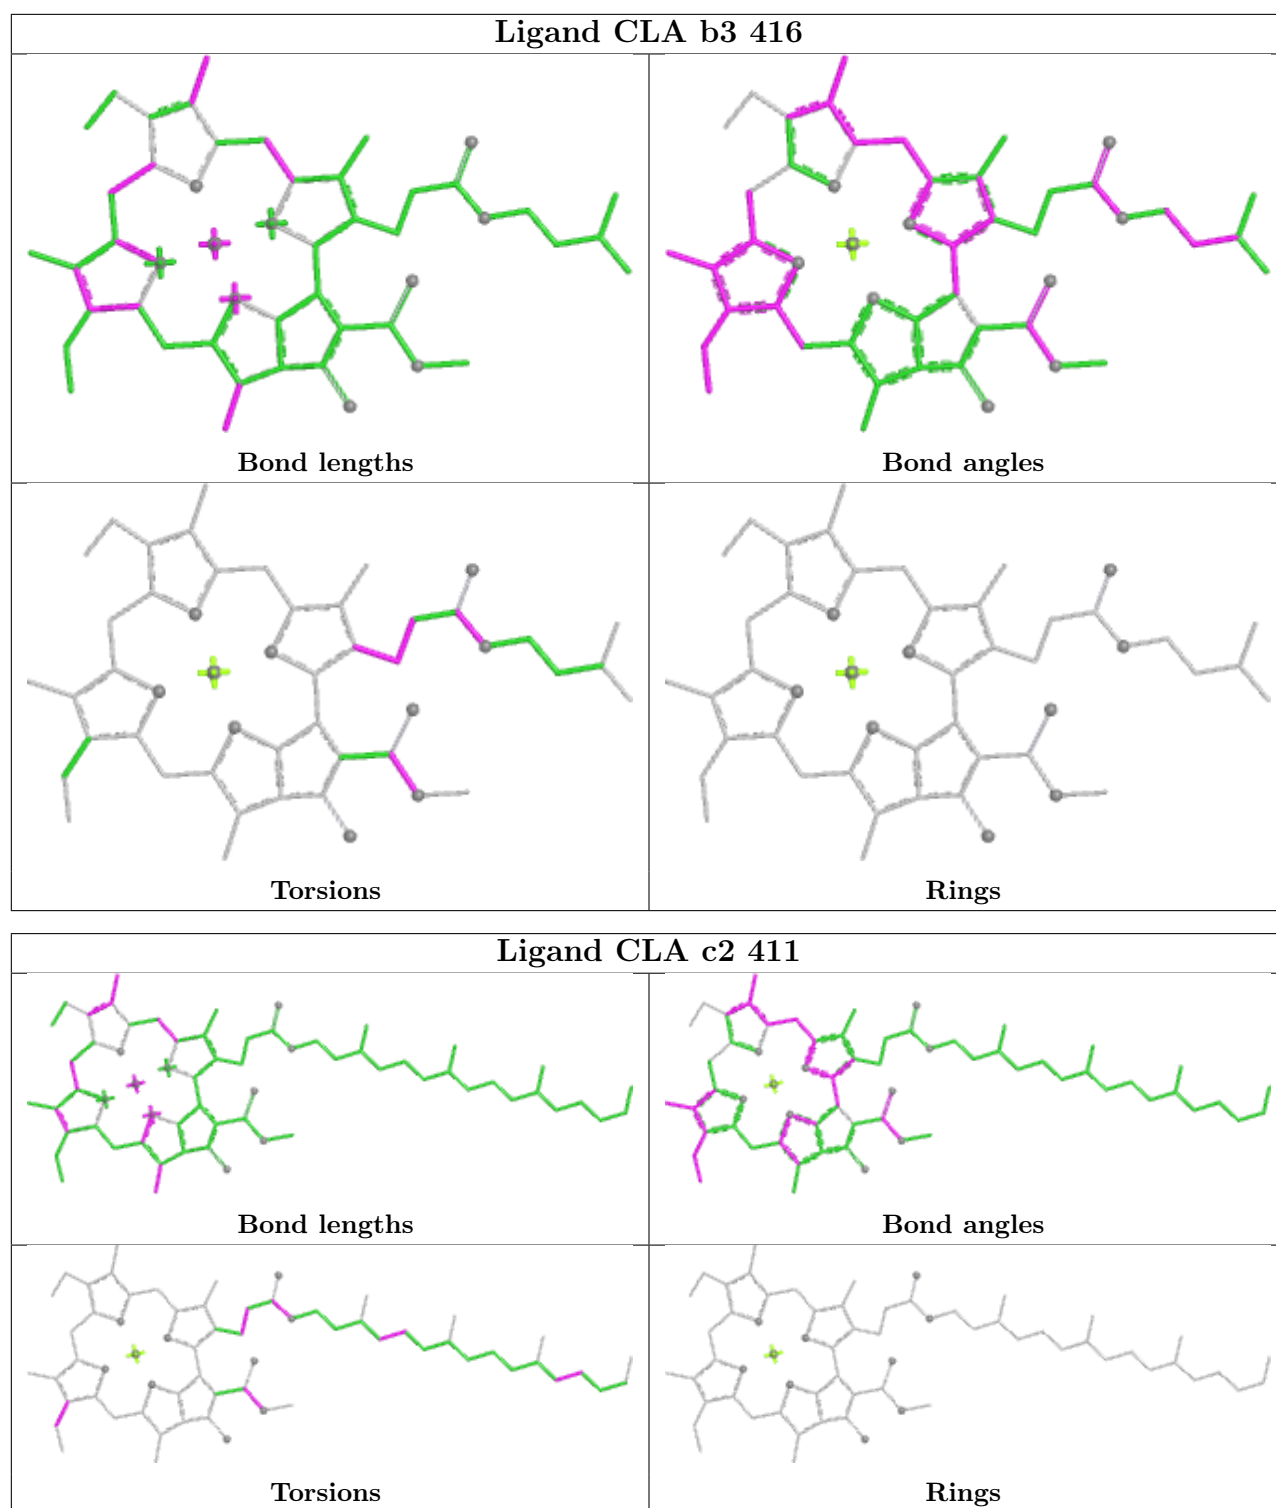 Ligand CLA b3 416
Bond lengths
Bond angles
Torsions
Rings
Ligand CLA c2 411
Bond lengths
Bond angles
Torsions
Rings